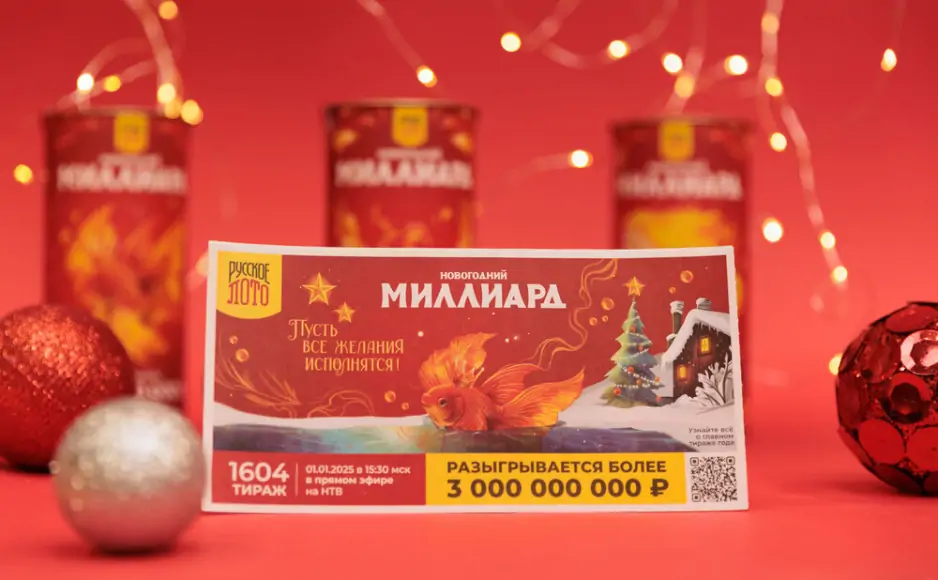 МИЛЛИАРД
МИЛЛИАРД
МИЛЛИАРД
РУССКОЕ
ЛОТО
НОВОГОДНИЙ
МИЛЛИАРД
Пусть
ВСЕ ЖЕЛАНИЯ
ИСПОЛНЯТСЯ!
Узнайте всё
о главном
тираже года
1604
ТИРАЖ
01.01.2025 в 15:30 мск
в прямом эфире
на НТВ
РАЗЫГРЫВАЕТСЯ БОЛЕЕ
3 000 000 000 ₽